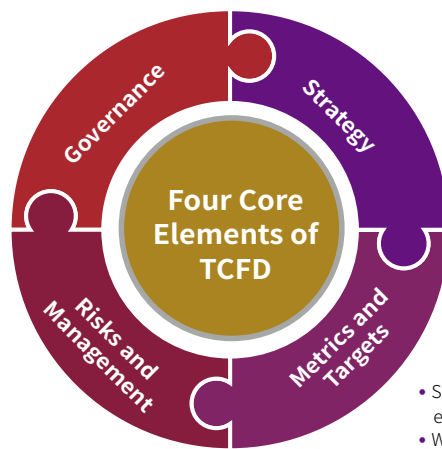 Governance
Strategy
Four Core
Elements of
TCFD
Risks and
Management
Metrics and
Targets
• S
e
• W